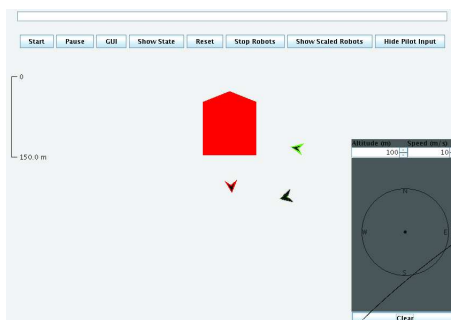 Start Pause GUI Show State Reset Stop Robots Show Scaled Robots Hide Pilot Input
0
150.0 m
Altitude (m) Speed (m/s)
100 10
N
W E
S
Clear